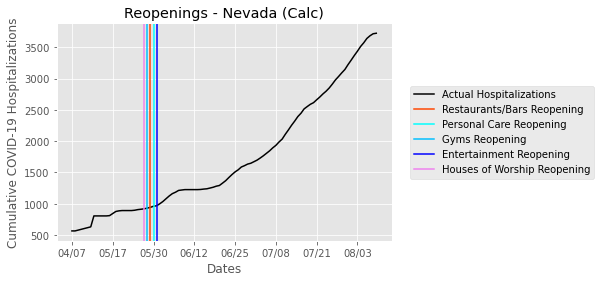 Reopenings - Nevada (Calc)
Cumulative COVID-19 Hospitalizations
3500
3000
2500
2000
1500
1000
500
04/07 05/17 05/30 06/12 06/25 07/08 07/21 08/03
Dates
Actual Hospitalizations
Restaurants/Bars Reopening
Personal Care Reopening
Gyms Reopening
Entertainment Reopening
Houses of Worship Reopening